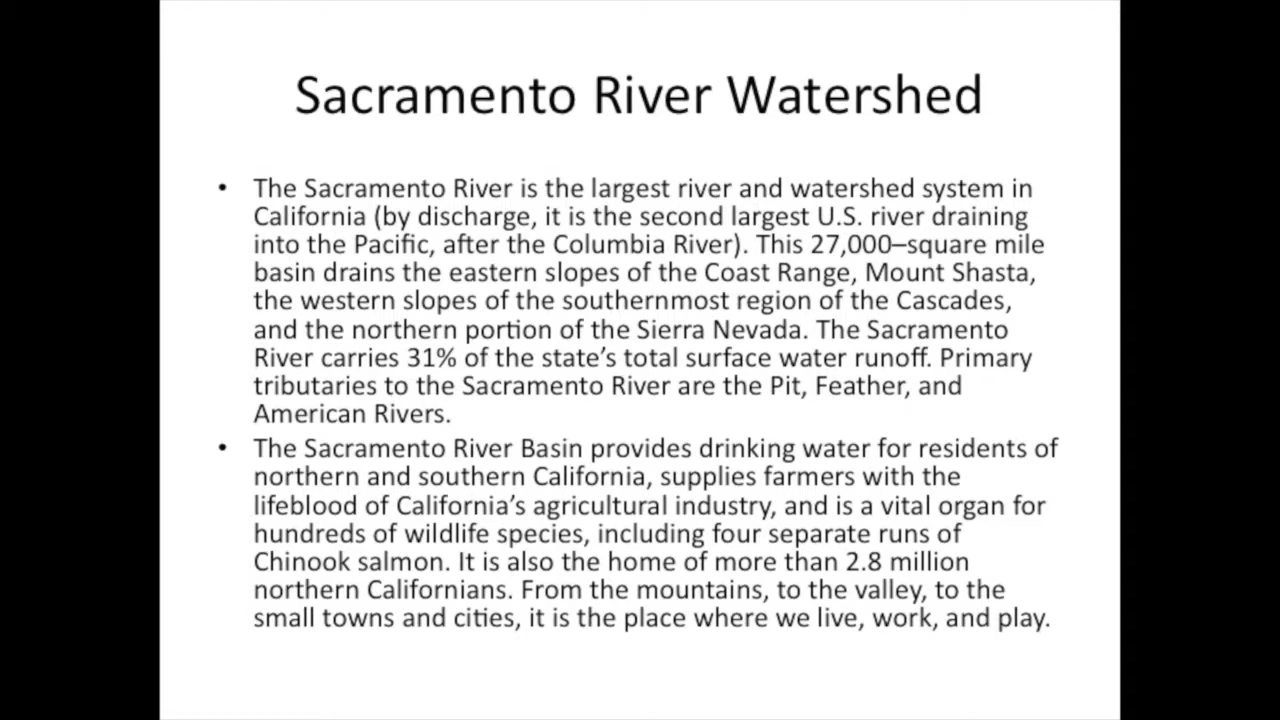 Sacramento River Watershed
• The Sacramento River is the largest river and watershed system in
California (by discharge, it is the second largest U.S. river draining
into the Pacific, after the Columbia River). This 27,000–square mile
basin drains the eastern slopes of the Coast Range, Mount Shasta,
the western slopes of the southernmost region of the Cascades,
and the northern portion of the Sierra Nevada. The Sacramento
River carries 31% of the state’s total surface water runoff. Primary
tributaries to the Sacramento River are the Pit, Feather, and
American Rivers.
• The Sacramento River Basin provides drinking water for residents of
northern and southern California, supplies farmers with the
lifeblood of California’s agricultural industry, and is a vital organ for
hundreds of wildlife species, including four separate runs of
Chinook salmon. It is also the home of more than 2.8 million
northern Californians. From the mountains, to the valley, to the
small towns and cities, it is the place where we live, work, and play.